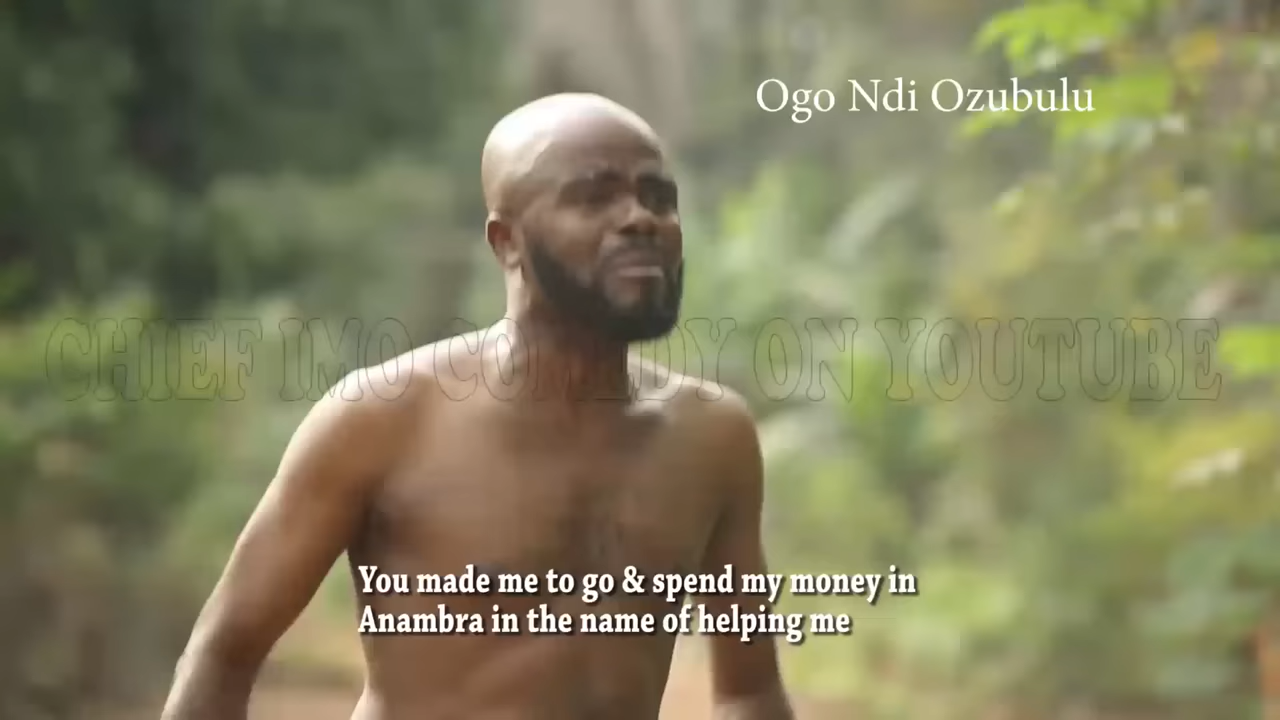 Ogo Ndi Ozubulu
CHIEF IMO COMEDY ON YOUTUBE
You made me to go & spend my money in
Anambra in the name of helping me